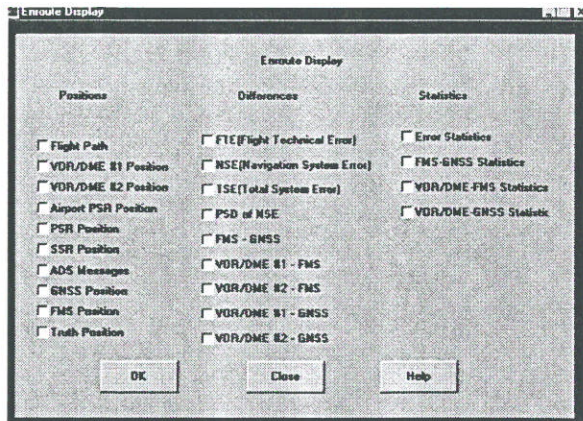 Enroute Display
Enroute Display
Positions
Flight Path
VOR/DME #1 Position
VOR/DME #2 Position
Airport PSR Position
PSR Position
SSR Position
ADS Messages
GNSS Position
FMS Position
Truth Position
Differences
FTE(Flight Technical Error)
NSE(Navigation System Error)
TSE(Total System Error)
PSD of NSE
FMS - GNSS
VOR/DME #1 - FMS
VOR/DME #2 - FMS
VOR/DME #1 - GNSS
VOR/DME #2 - GNSS
Statistics
Error Statistics
FMS-GNSS Statistics
VOR/DME-FMS Statistics
VOR/DME-GNSS Statistic
OK
Close
Help